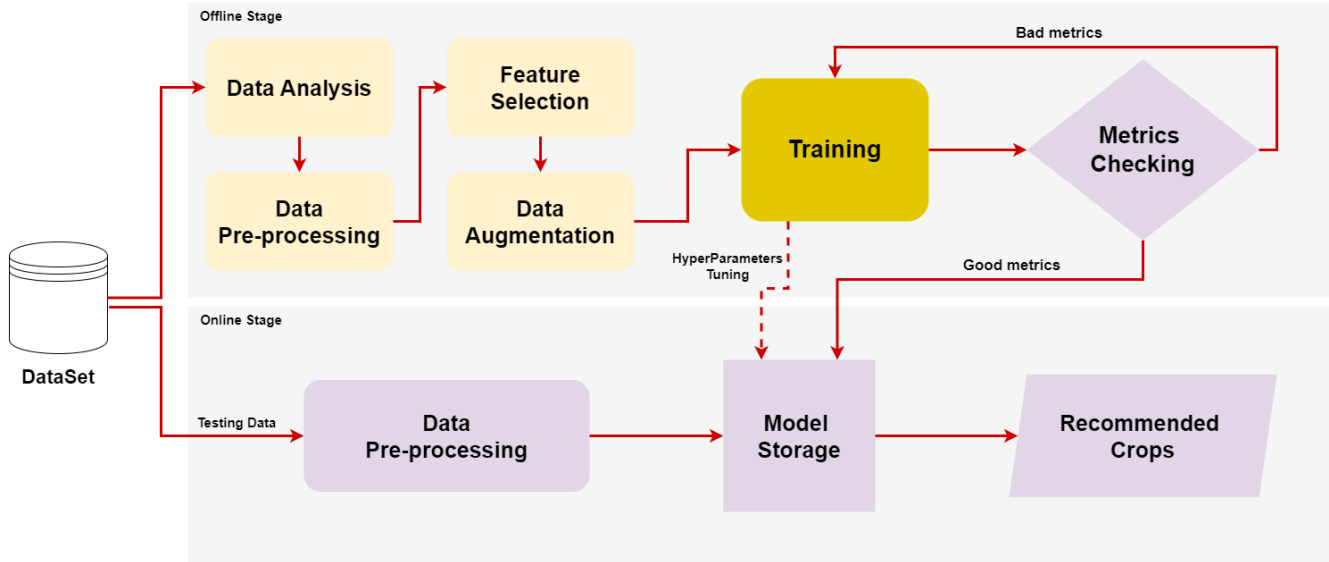 Offline Stage
Bad metrics
Data Analysis
Feature
Selection
Training
Metrics
Checking
Data
Pre-processing
Data
Augmentation
HyperParameters
Tuning
Good metrics
Online Stage
DataSet
Testing Data
Data
Pre-processing
Model
Storage
Recommended
Crops